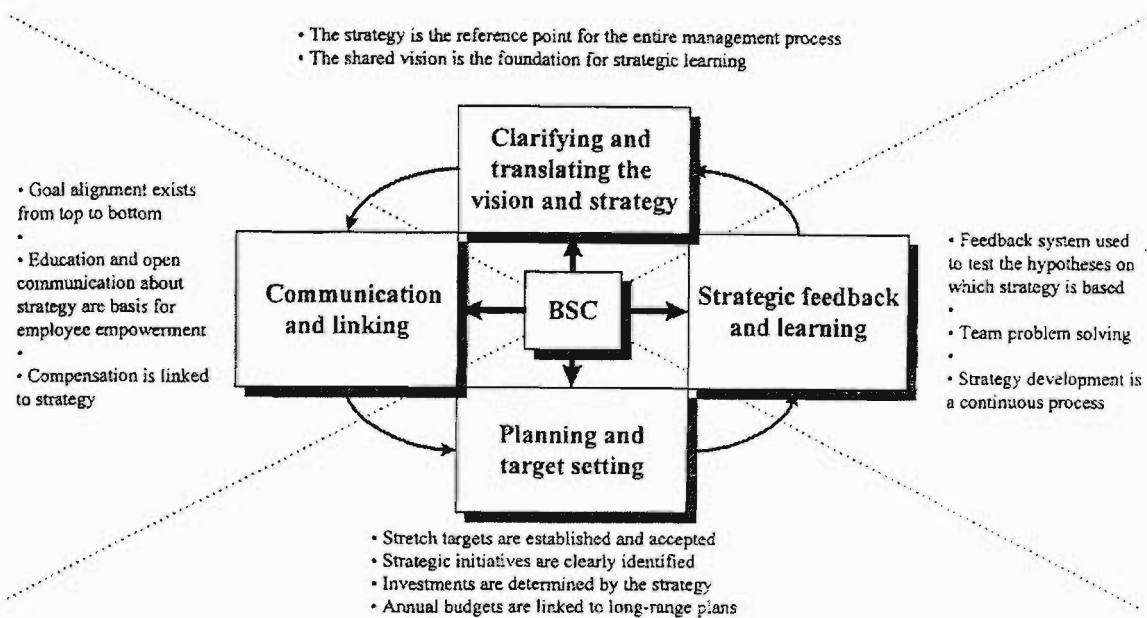 • The strategy is the reference point for the entire management process
• The shared vision is the foundation for strategic learning
Clarifying and
translating the
vision and strategy
• Goal alignment exists
from top to bottom
•
• Education and open
communication about
strategy are basis for
employee empowerment
•
• Compensation is linked
to strategy
Communication
and linking
BSC
Strategic feedback
and learning
• Feedback system used
to test the hypotheses on
which strategy is based
•
• Team problem solving
•
• Strategy development is
a continuous process
Planning and
target setting
• Stretch targets are established and accepted
• Strategic initiatives are clearly identified
• Investments are determined by the strategy
• Annual budgets are linked to long-range plans